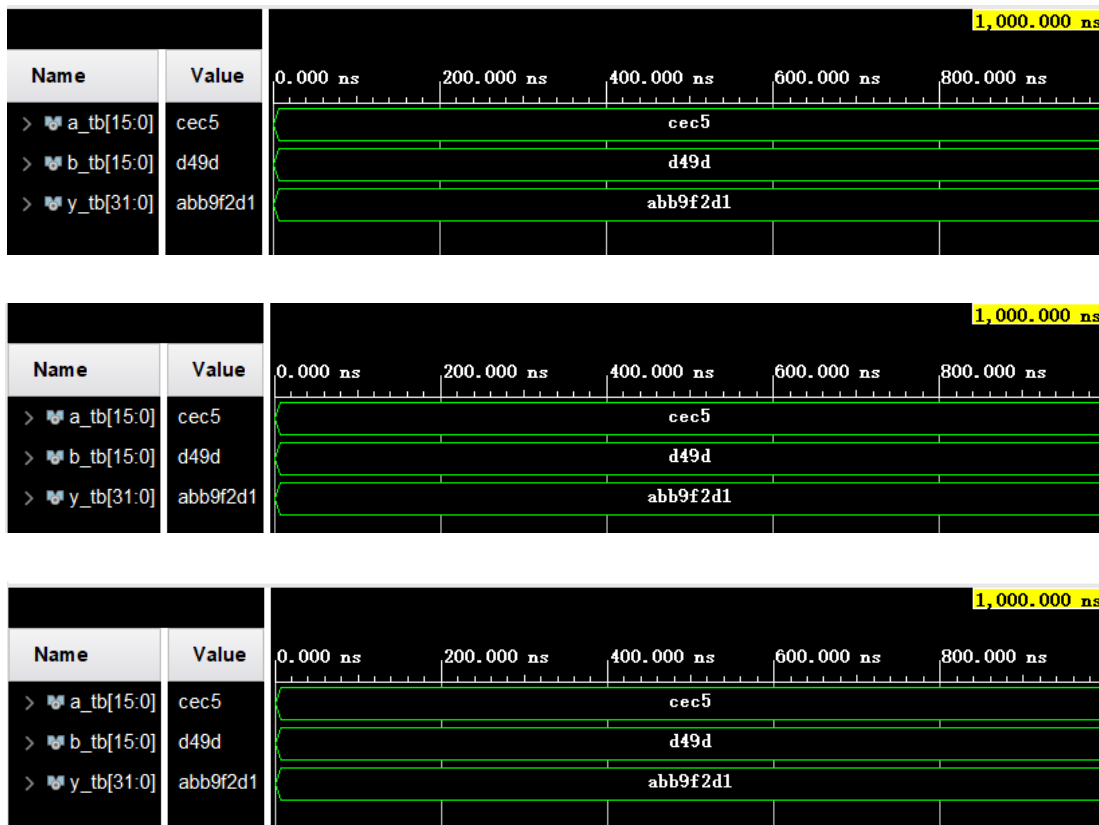 1,000.000 ns
Name Value 0.000 ns 200.000 ns 400.000 ns 600.000 ns 800.000 ns
a_tb[15:0] cec5 cec5
b_tb[15:0] d49d d49d
y_tb[31:0] abb9f2d1 abb9f2d1
1,000.000 ns
Name Value 0.000 ns 200.000 ns 400.000 ns 600.000 ns 800.000 ns
a_tb[15:0] cec5 cec5
b_tb[15:0] d49d d49d
y_tb[31:0] abb9f2d1 abb9f2d1
1,000.000 ns
Name Value 0.000 ns 200.000 ns 400.000 ns 600.000 ns 800.000 ns
a_tb[15:0] cec5 cec5
b_tb[15:0] d49d d49d
y_tb[31:0] abb9f2d1 abb9f2d1